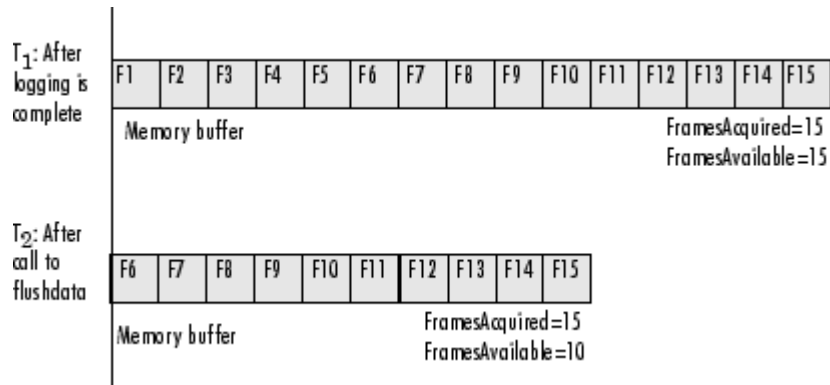 T1: After
logging is
complete
F1 F2 F3 F4 F5 F6 F7 F8 F9 F10 F11 F12 F13 F14 F15
Memory buffer
FramesAcquired=15
FramesAvailable=15
T2: After
call to
flushdata
F6 F7 F8 F9 F10 F11 F12 F13 F14 F15
Memory buffer
FramesAcquired=15
FramesAvailable=10